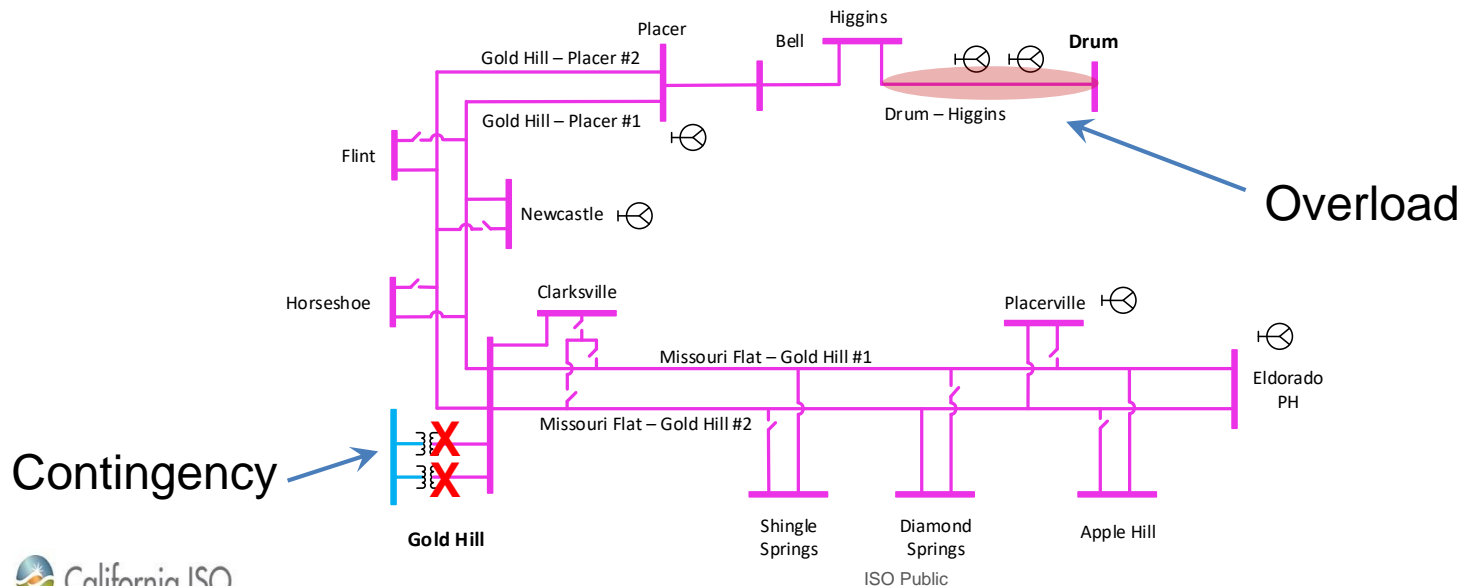 Higgins
Placer
Bell
Drum
Gold Hill – Placer #2
Drum – Higgins
Gold Hill – Placer #1
Flint
Overload
Newcastle
Horseshoe
Clarksville
Placerville
Missouri Flat – Gold Hill #1
Eldorado
PH
Missouri Flat – Gold Hill #2
X
X
Contingency
Gold Hill
Shingle
Springs
Diamond
Springs
Apple Hill
California ISO
ISO Public